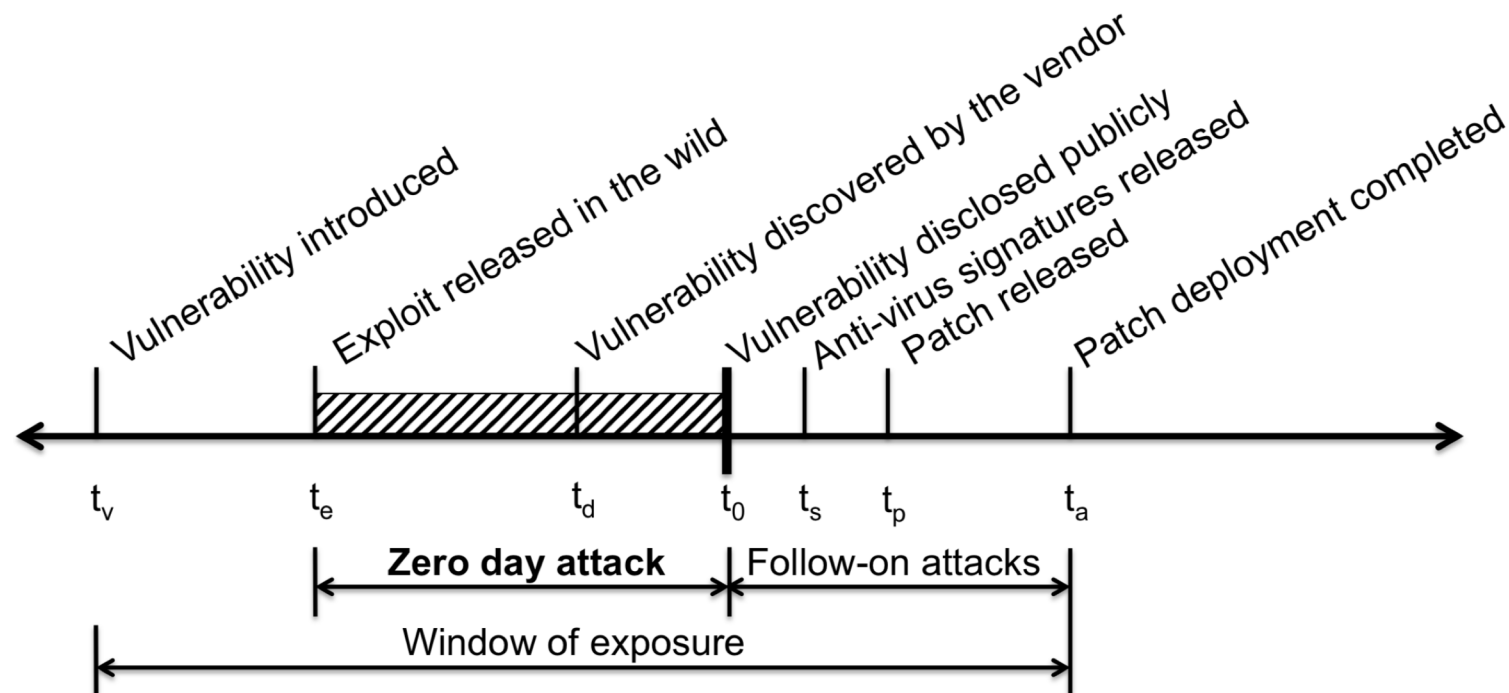 Vulnerability introduced
Exploit released in the wild
Vulnerability discovered by the vendor
Vulnerability disclosed publicly
Anti-virus signatures released
Patch released
Patch deployment completed
tv
te
td
t0
ts
tp
ta
Zero day attack
Follow-on attacks
Window of exposure